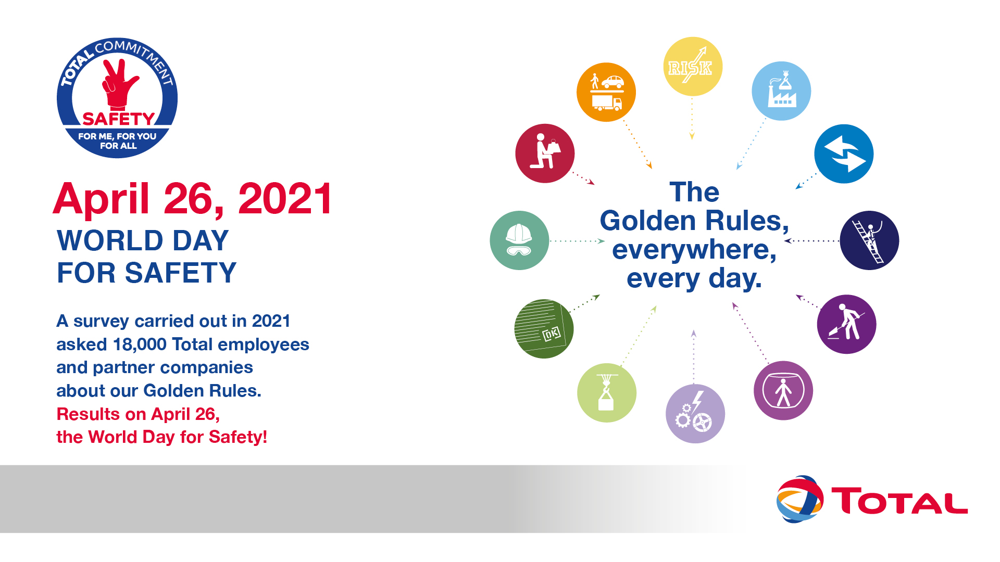 TOTAL COMMITMENT
SAFETY
FOR ME, FOR YOU
FOR ALL
April 26, 2021
WORLD DAY
FOR SAFETY
A survey carried out in 2021
asked 18,000 Total employees
and partner companies
about our Golden Rules.
Results on April 26,
the World Day for Safety!
RISK
The
Golden Rules,
everywhere,
every day.
OK
TOTAL